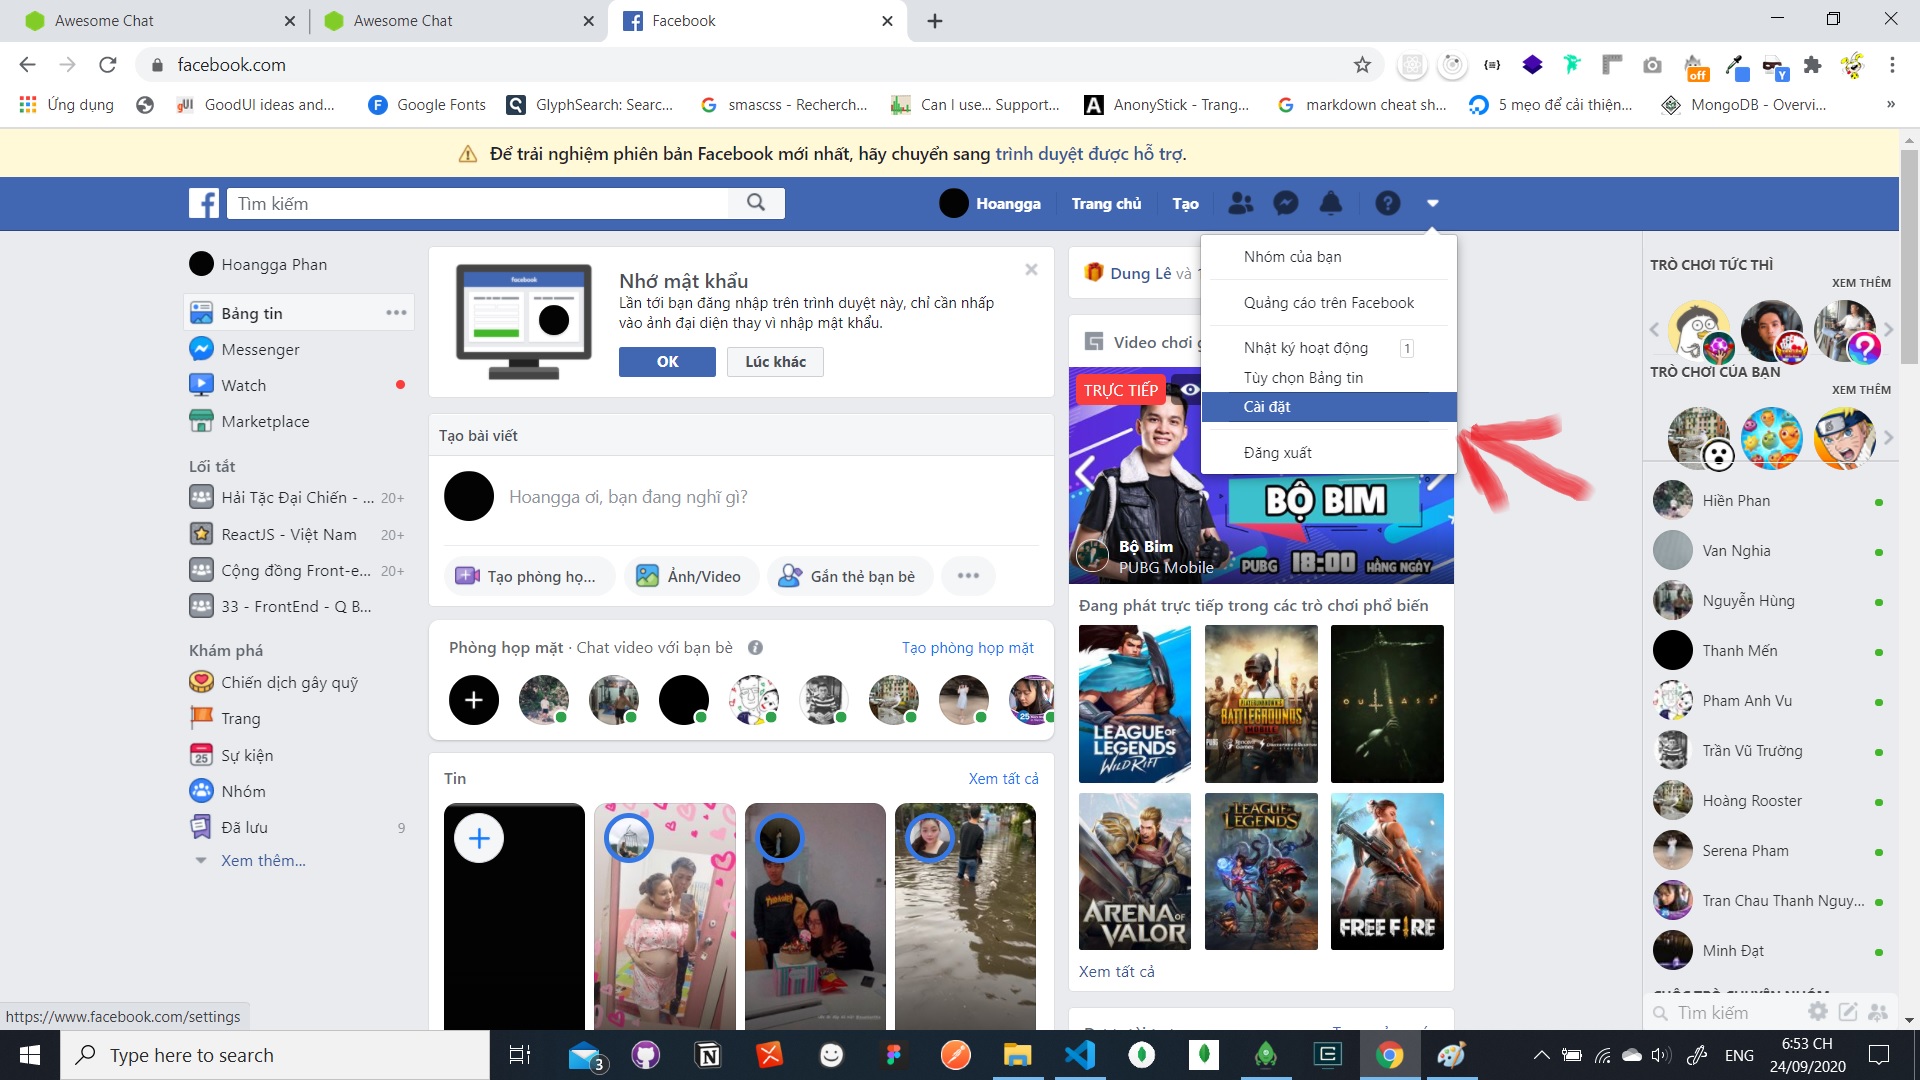 Awesome Chat
Awesome Chat
Facebook
facebook.com
off
Y
Ứng dụng
gUI
GoodUI ideas and...
F
Google Fonts
GlyphSearch: Searc...
G
smascss - Recherch...
Can I use... Support...
A
AnonyStick - Trang...
G
markdown cheat sh...
5 mẹo để cải thiện...
MongoDB - Overvi...
»
Để trải nghiệm phiên bản Facebook mới nhất, hãy chuyển sang trình duyệt được hỗ trợ.
Tìm kiếm
Hoangga
Trang chủ
Tạo
Hoangga Phan
Bảng tin
Messenger
Watch
Marketplace
Lối tắt
Hải Tặc Đại Chiến - ... 20+
ReactJS - Việt Nam 20+
Cộng đồng Front-e... 20+
33 - FrontEnd - Q B...
Khám phá
Chiến dịch gây quỹ
Trang
25 Sự kiện
Nhóm
Đã lưu 9
Xem thêm...
facebook
Nhớ mật khẩu
Lần tới bạn đăng nhập trên trình duyệt này, chỉ cần nhấp
vào ảnh đại diện thay vì nhập mật khẩu.
OK
Lúc khác
Tạo bài viết
Hoangga ơi, bạn đang nghĩ gì?
Tạo phòng họ...
Ảnh/Video
Gắn thẻ bạn bè
Phòng họp mặt · Chat video với bạn bè
Tạo phòng họp mặt
25
Tin
Xem tất cả
Dung Lê và 1
Video chơi g
TRỰC TIẾP
Nhóm của bạn
Quảng cáo trên Facebook
Nhật ký hoạt động 1
Tùy chọn Bảng tin
Cài đặt
Đăng xuất
BỘ BIM
Bộ Bim
PUBG Mobile
PUBG 18:00 HÀNG NGÀY
Đang phát trực tiếp trong các trò chơi phổ biến
LEAGUE OF
LEGENDS
WILD RIFT
BATTLEGROUNDS
OUTLAST
ARENA OF
VALOR
LEAGUE OF
LEGENDS
FREE FIRE
Xem tất cả
TRÒ CHƠI TỨC THÌ
XEM THÊM
TRÒ CHƠI CỦA BẠN
XEM THÊM
Hiền Phan
Van Nghia
Nguyễn Hùng
Thanh Mến
Pham Anh Vu
Trần Vũ Trường
Hoàng Rooster
Serena Pham
Tran Chau Thanh Nguy...
Minh Đạt
Tìm kiếm
https://www.facebook.com/settings
Type here to search
3
ENG
6:53 CH
24/09/2020